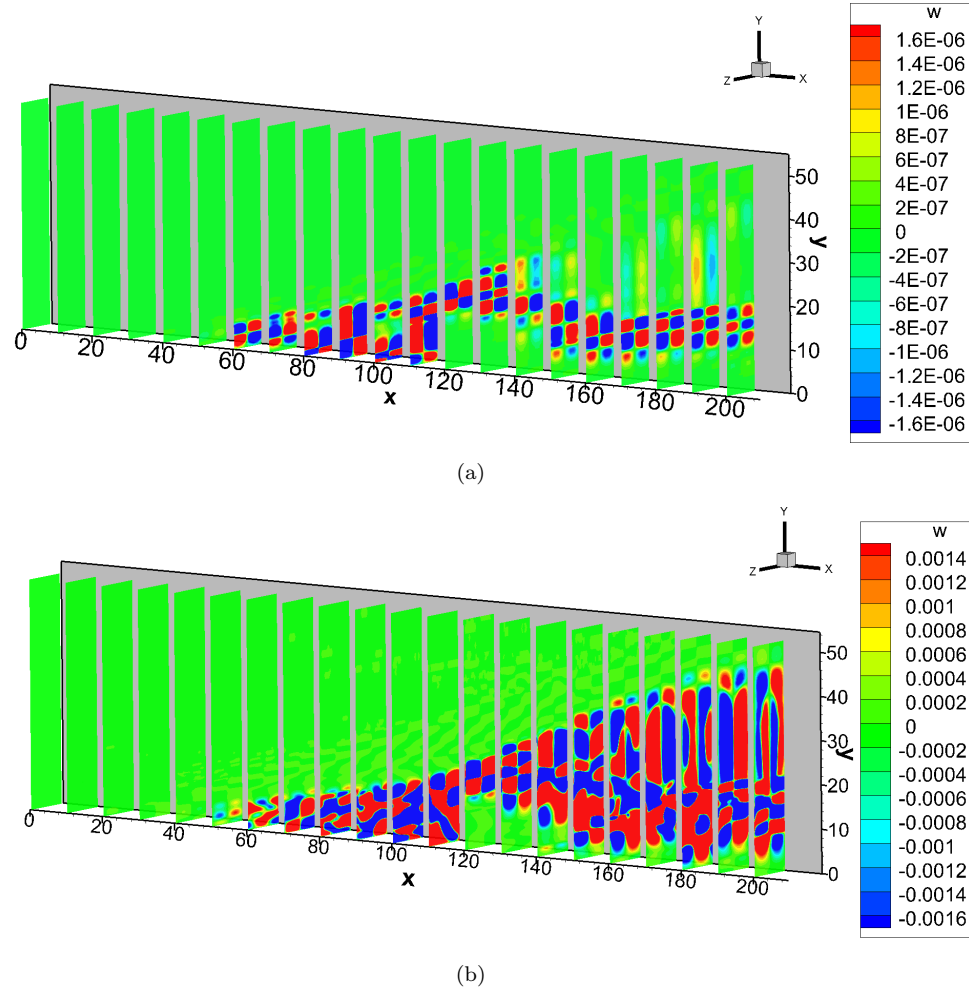 w
1.6E-06
1.4E-06
1.2E-06
1E-06
8E-07
6E-07
4E-07
2E-07
0
-2E-07
-4E-07
-6E-07
-8E-07
-1E-06
-1.2E-06
-1.4E-06
-1.6E-06
Y
Z
X
50
40
y
30
20
10
0
0
20
40
60
80
100
120
140
160
180
200
x
(a)
w
0.0014
0.0012
0.001
0.0008
0.0006
0.0004
0.0002
0
-0.0002
-0.0004
-0.0006
-0.0008
-0.001
-0.0012
-0.0014
-0.0016
Y
Z
X
50
40
30
y
20
10
0
0
20
40
60
80
100
120
140
160
180
200
x
(b)